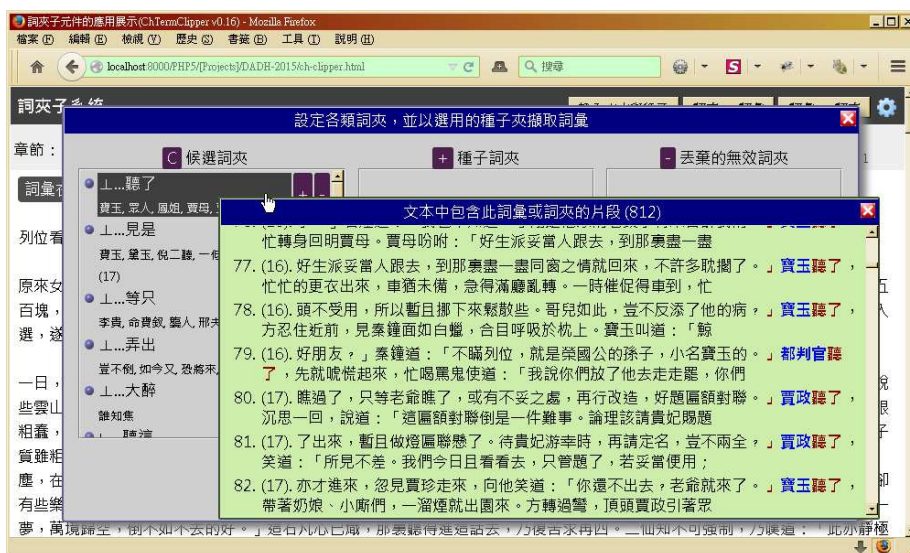 詞夾子元件的應用展示(ChTermClipper v0.16) - Mozilla Firefox
檔案(F) 編輯(E) 檢視(V) 歷史(S) 書籤(B) 工具(T) 說明(H)
localhost:8000/PHP5/[Projects]/DADH-2015/ch-clipper.html
搜尋
詞夾子系統
設定各類詞夾，並以選用的種子夾擷取詞彙
章節：
C 候選詞夾
+ 種子詞夾
- 丟棄的無效詞夾
1
⊥...聽了
+ -
寶玉, 眾人, 鳳姐, 賈母,
⊥...見是
寶玉, 黛玉, 倪二聽,
(17)
⊥...等只
李貴, 命寶釵, 鶯人, 邢夫
⊥...弄出
豈不倒, 如今又, 恐將來,
⊥...大醉
誰知焦
文本中包含此詞彙或詞夾的片段 (812)
忙轉身回明賈母。賈母吩咐：「好生派妥當人跟去，到那裏盡一盡
77. (16). 好生派妥當人跟去，到那裏盡一盡同窗之情就回來，不許多耽擱了。」寶玉聽了，
忙忙的更衣出來，車猶未備，急得滿廳亂轉。一時催促得車到，忙
78. (16). 頭不受用，所以暫且挪下來鬆散些。哥兒如此，豈不反添了他的病？」寶玉聽了，
方忍住近前，見秦鐘面如白蠟，合目呼吸於枕上。寶玉叫道：「鯨
79. (16). 好朋友？」秦鐘道：「不瞞列位，就是榮國公的孫子，小名寶玉的。」都判官聽
了，先就唬慌起來，忙喝罵鬼使道：「我說你們放了他去走走罷，你們
80. (17). 瞧過了，只等老爺瞧了，或有不妥之處，再行改造，好題匾額對聯。」賈政聽了，
沉思一回，說道：「這匾額對聯倒是一件難事。論理該請貴妃賜題
81. (17). 了出來，暫且做燈匾聯懸了。待貴妃游幸時，再請定名，豈不兩全？」賈政聽了，
笑道：「所見不差。我們今日且看看去，只管題了，若妥當便用；
82. (17). 亦才進來，忽見賈珍走來，向他笑道：「你還不出去？老爺就來了。」寶玉聽了，
帶著奶娘、小廝們，一溜煙就出園來。方轉過彎，頂頭賈政引著眾
列位看
原來女
百塊，
選，遂
一日，
些雲山
粗蠢，
質雖粗
塵，在
有些樂